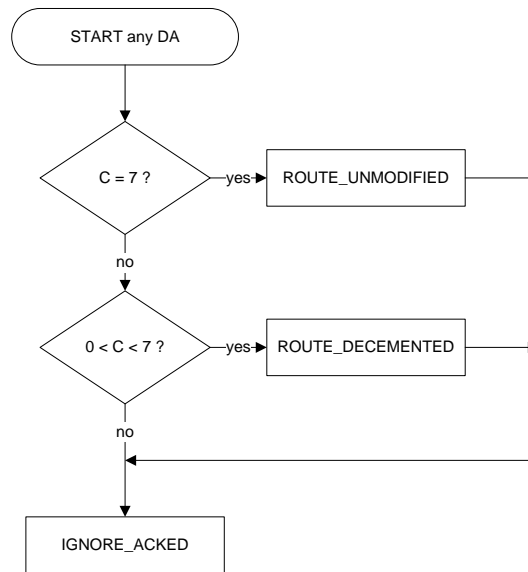 START any DA
C = 7 ?
yes
ROUTE_UNMODIFIED
no
0 < C < 7 ?
yes
ROUTE_DECEMENTED
no
IGNORE_ACKED